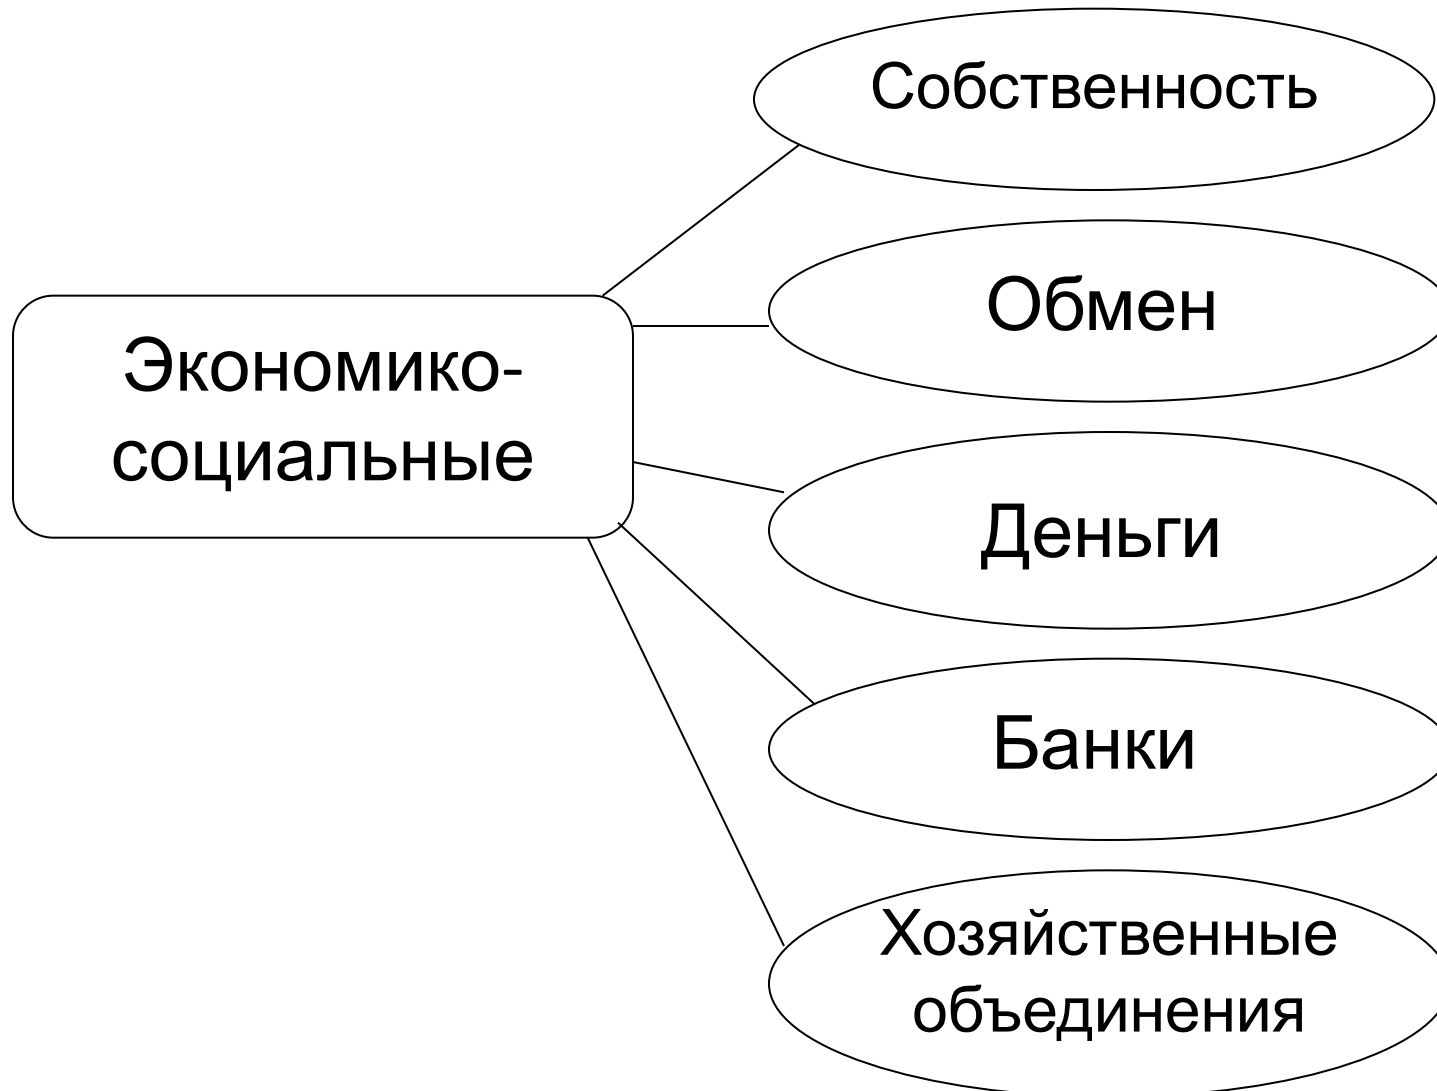 Собственность
Обмен
Экономико-
социальные
Деньги
Банки
Хозяйственные
объединения